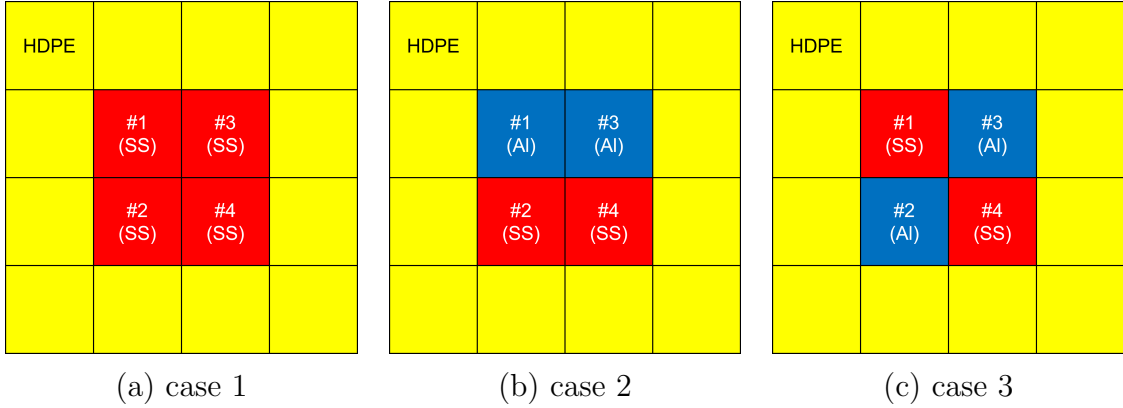 HDPE
#1
(SS)
#3
(SS)
#2
(SS)
#4
(SS)
(a) case 1
HDPE
#1
(Al)
#3
(Al)
#2
(SS)
#4
(SS)
(b) case 2
HDPE
#1
(SS)
#3
(Al)
#2
(Al)
#4
(SS)
(c) case 3